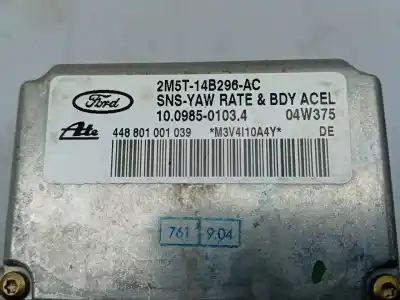 2M5T-14B296-AC
Ford
SNS-YAW RATE & BDY ACEL
10.0985-0103.4 04W375
Ate
448 801 001 039 *M3V4I10A4Y* DE
761 9.04